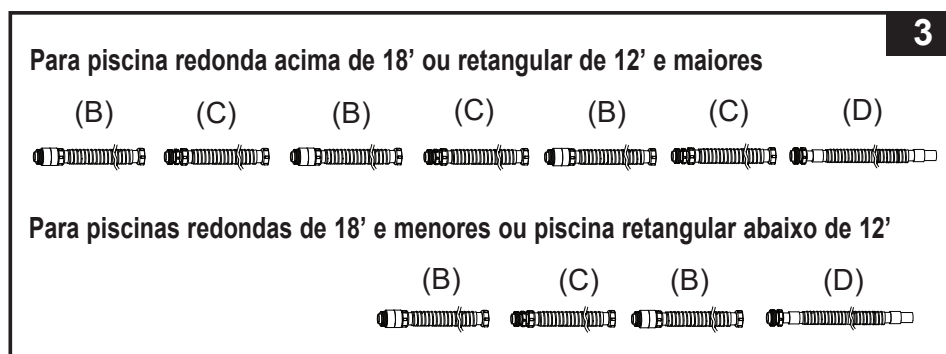 3
Para piscina redonda acima de 18’ ou retangular de 12’ e maiores
(B) (C) (B) (C) (B) (C) (D)
Para piscinas redondas de 18’ e menores ou piscina retangular abaixo de 12’
(B) (C) (B) (D)